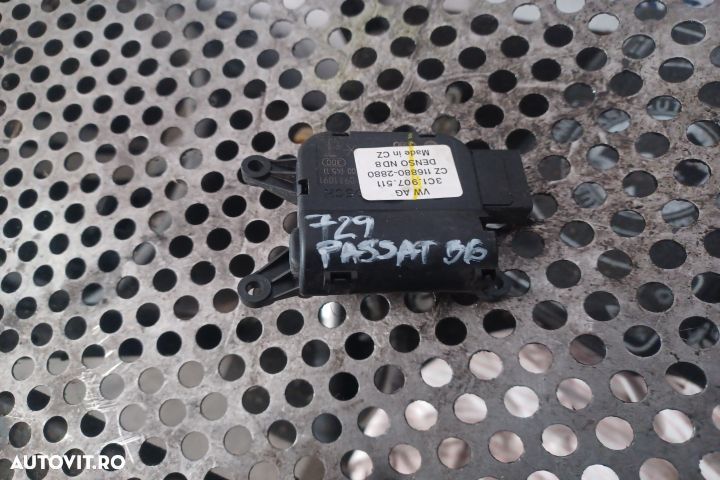 VW AG
3C1.907.511
CZ 116880-2880
DENSO ND8
Made in CZ
729
PASSAT B6
AUTOVIT.RO